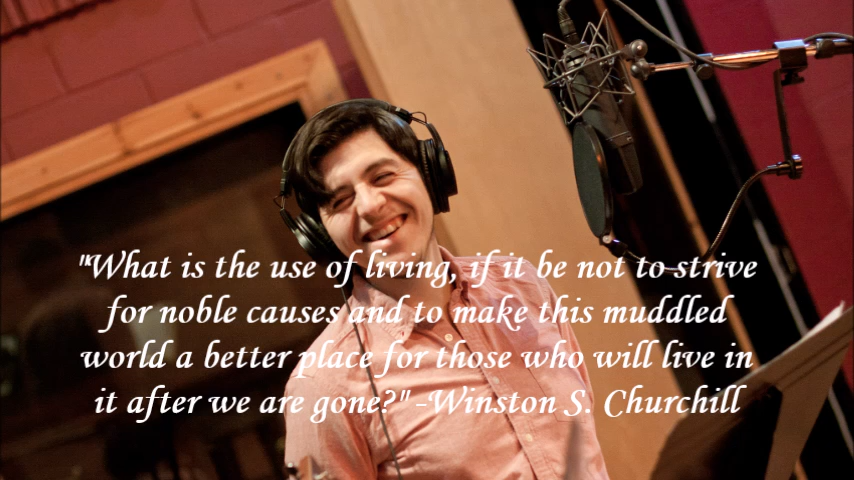 "What is the use of living, if it be not to strive
for noble causes and to make this muddled
world a better place for those who will live in
it after we are gone?" -Winston S. Churchill